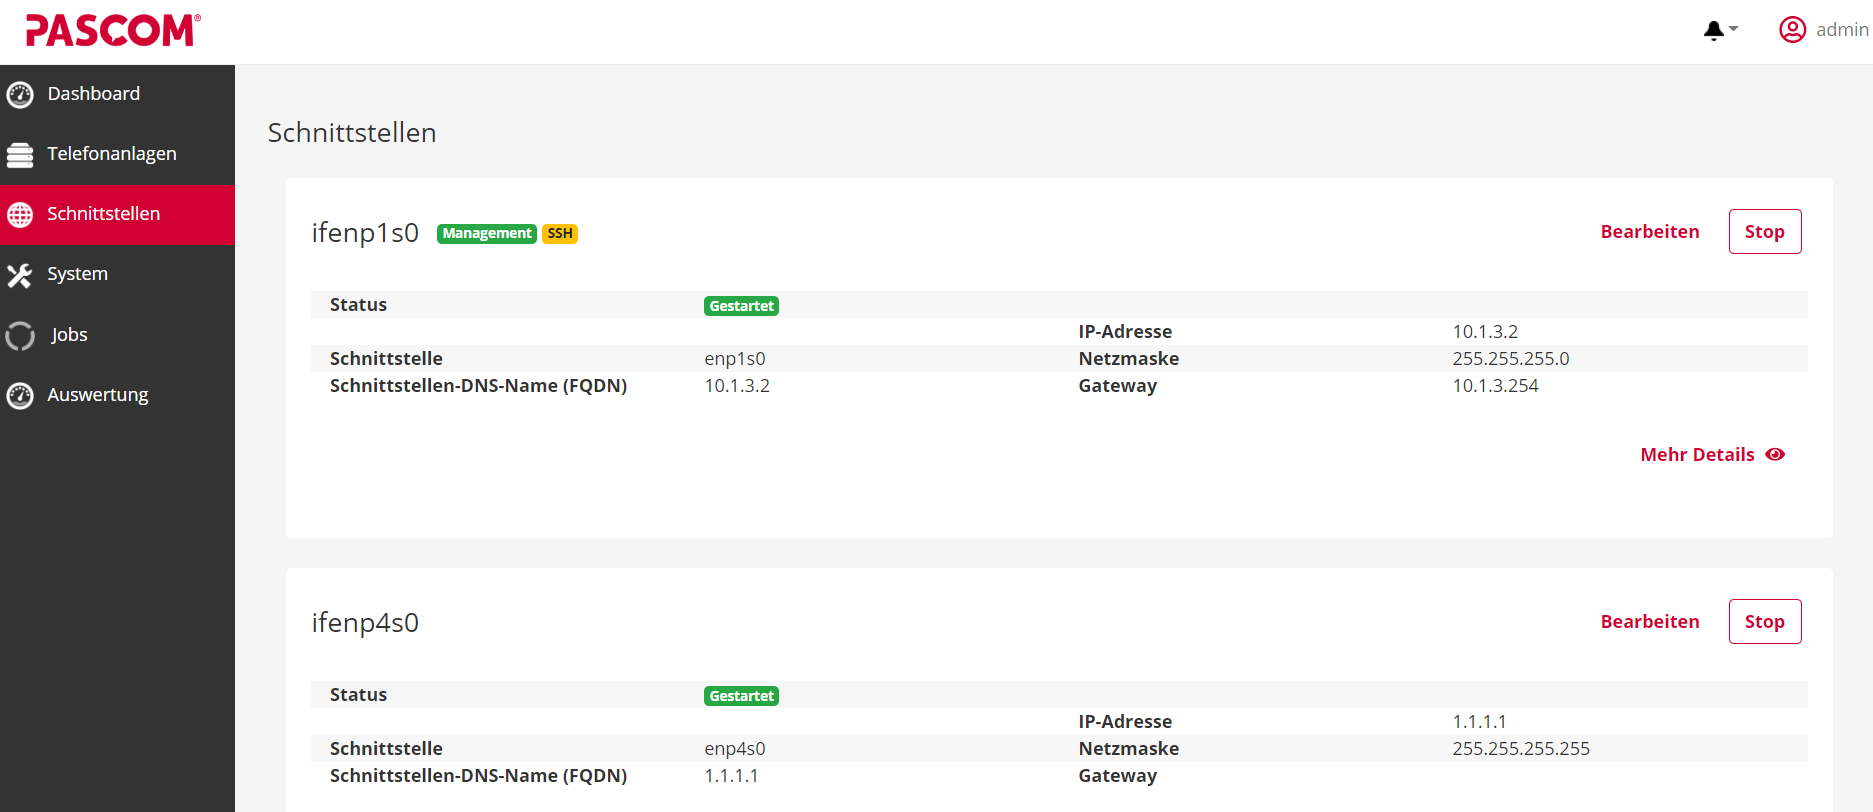 PASCOM®
admin
Dashboard
Telefonanlagen
Schnittstellen
System
Jobs
Auswertung
Schnittstellen
ifenp1s0 Management SSH Bearbeiten Stop
Status Gestartet
IP-Adresse 10.1.3.2
Schnittstelle enp1s0 Netzmaske 255.255.255.0
Schnittstellen-DNS-Name (FQDN) 10.1.3.2 Gateway 10.1.3.254
Mehr Details
ifenp4s0 Bearbeiten Stop
Status Gestartet
IP-Adresse 1.1.1.1
Schnittstelle enp4s0 Netzmaske 255.255.255.255
Schnittstellen-DNS-Name (FQDN) 1.1.1.1 Gateway